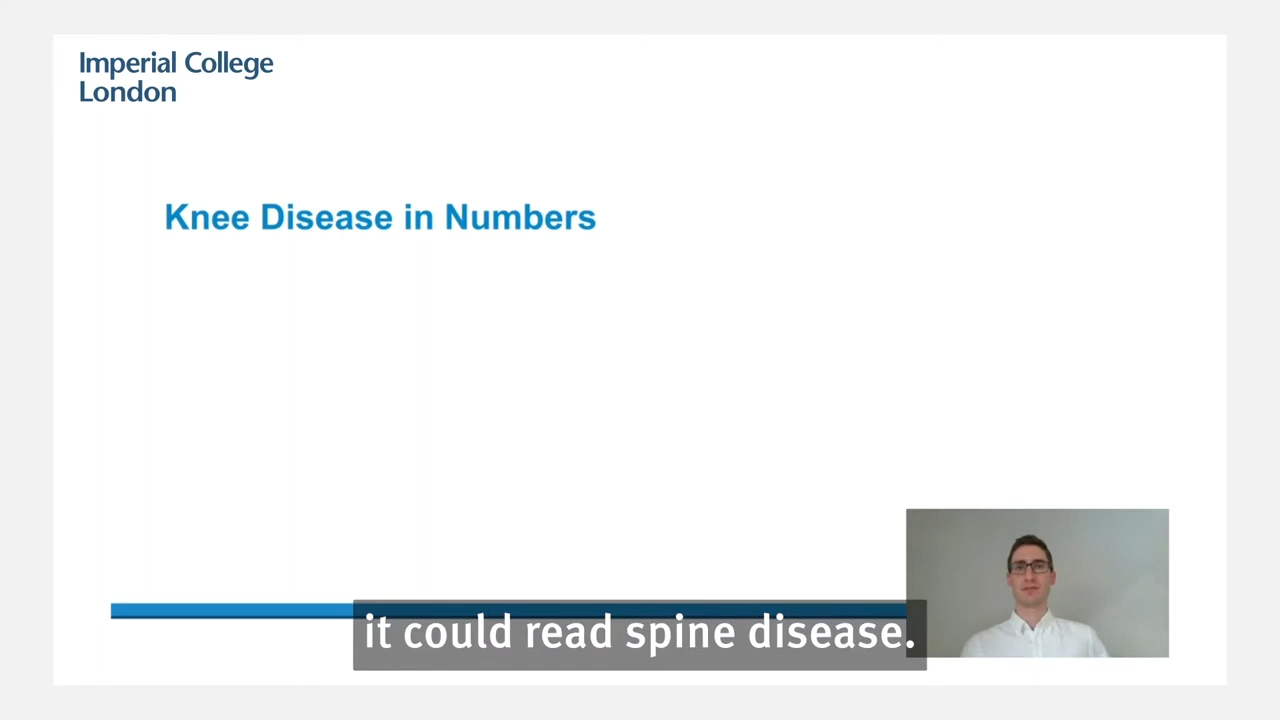 Imperial College
London
Knee Disease in Numbers
it could read spine disease.